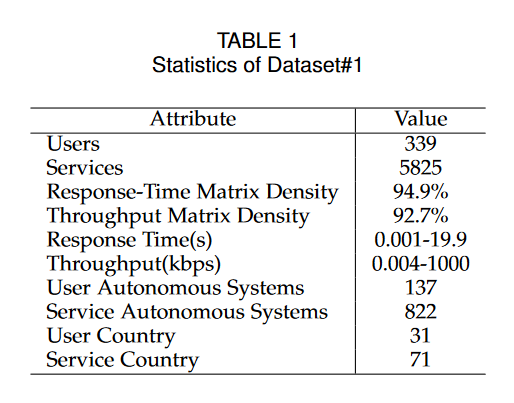 TABLE 1
Statistics of Dataset#1
Attribute Value
Users 339
Services 5825
Response-Time Matrix Density 94.9%
Throughput Matrix Density 92.7%
Response Time(s) 0.001-19.9
Throughput(kbps) 0.004-1000
User Autonomous Systems 137
Service Autonomous Systems 822
User Country 31
Service Country 71